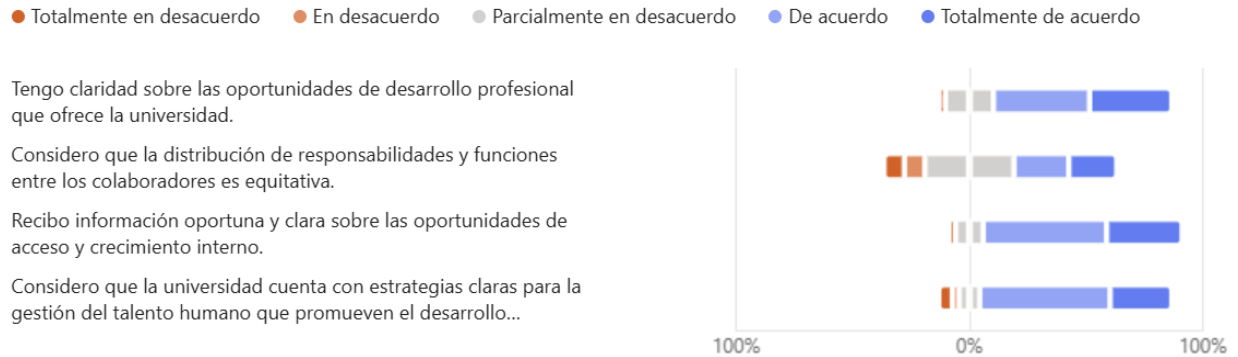 Totalmente en desacuerdo En desacuerdo Parcialmente en desacuerdo De acuerdo Totalmente de acuerdo
Tengo claridad sobre las oportunidades de desarrollo profesional
que ofrece la universidad.
Considero que la distribución de responsabilidades y funciones
entre los colaboradores es equitativa.
Recibo información oportuna y clara sobre las oportunidades de
acceso y crecimiento interno.
Considero que la universidad cuenta con estrategias claras para la
gestión del talento humano que promueven el desarrollo...
100% 0% 100%